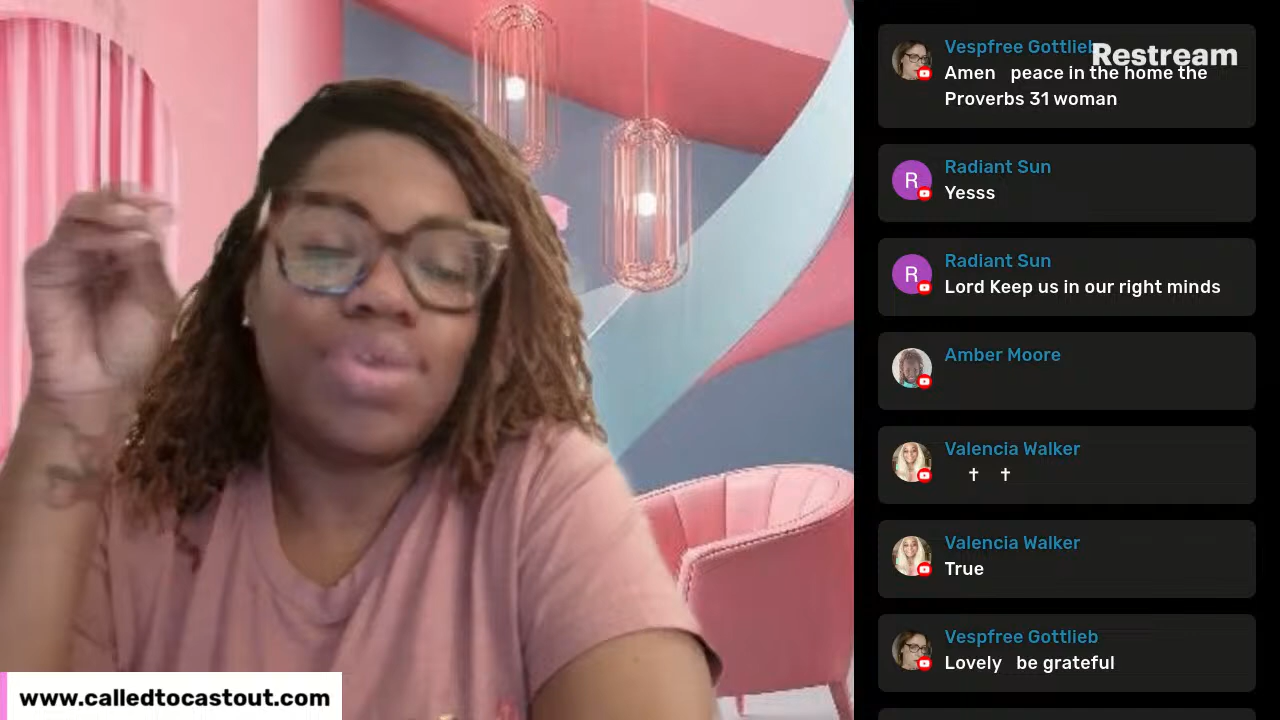 Vespfree Gottlieb
Restream
Amen peace in the home the
Proverbs 31 woman
R
Radiant Sun
Yesss
R
Radiant Sun
Lord Keep us in our right minds
Amber Moore
Valencia Walker
✝ ✝
Valencia Walker
True
Vespfree Gottlieb
Lovely be grateful
www.calledtocastout.com